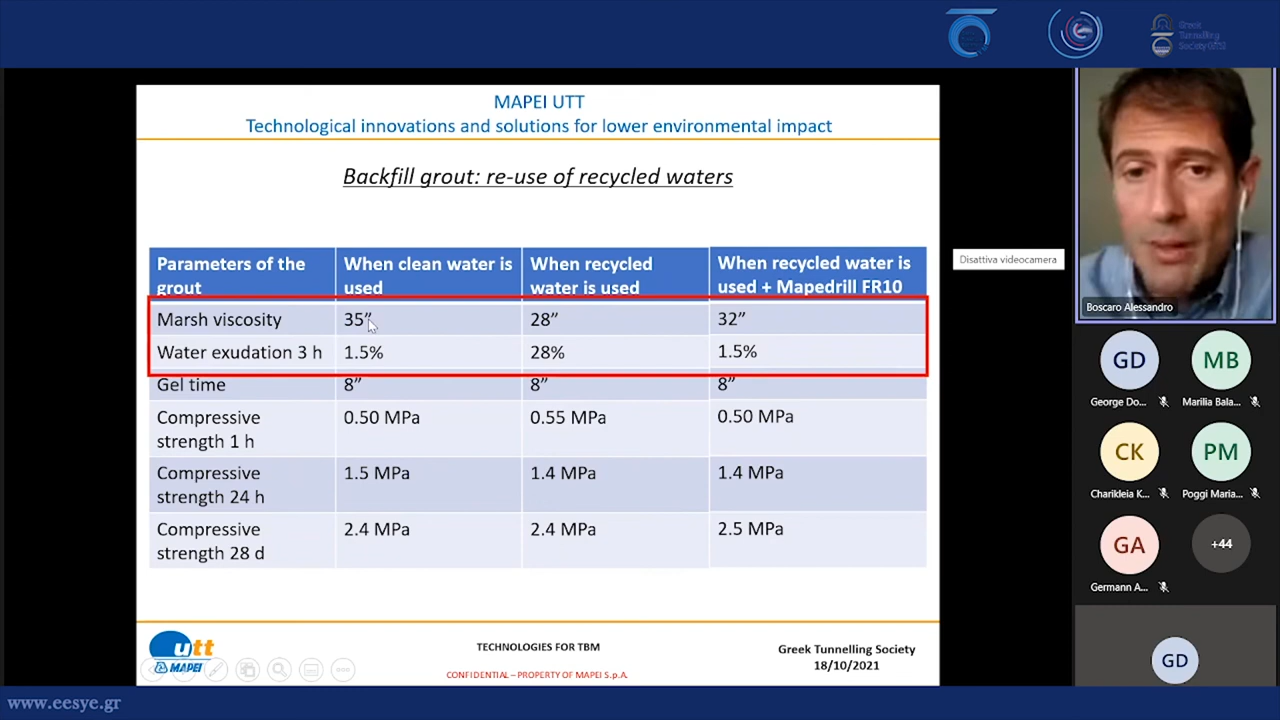 Greek
Tunnelling
Society (GTS)
MAPEI UTT
Technological innovations and solutions for lower environmental impact
Backfill grout: re-use of recycled waters
Parameters of the grout
When clean water is used
When recycled water is used
When recycled water is used + Mapedrill FR10
Marsh viscosity 35” 28” 32”
Water exudation 3 h 1.5% 28% 1.5%
Gel time 8” 8” 8”
Compressive strength 1 h 0.50 MPa 0.55 MPa 0.50 MPa
Compressive strength 24 h 1.5 MPa 1.4 MPa 1.4 MPa
Compressive strength 28 d 2.4 MPa 2.4 MPa 2.5 MPa
utt
MAPEI
TECHNOLOGIES FOR TBM
CONFIDENTIAL – PROPERTY OF MAPEI S.p.A.
Greek Tunnelling Society
18/10/2021
Disattiva videocamera
Boscaro Alessandro
GD
MB
George Do...
Marilia Bala...
CK
PM
Charikleia K...
Poggi Maria...
GA
+44
Germann A...
GD
www.eesye.gr